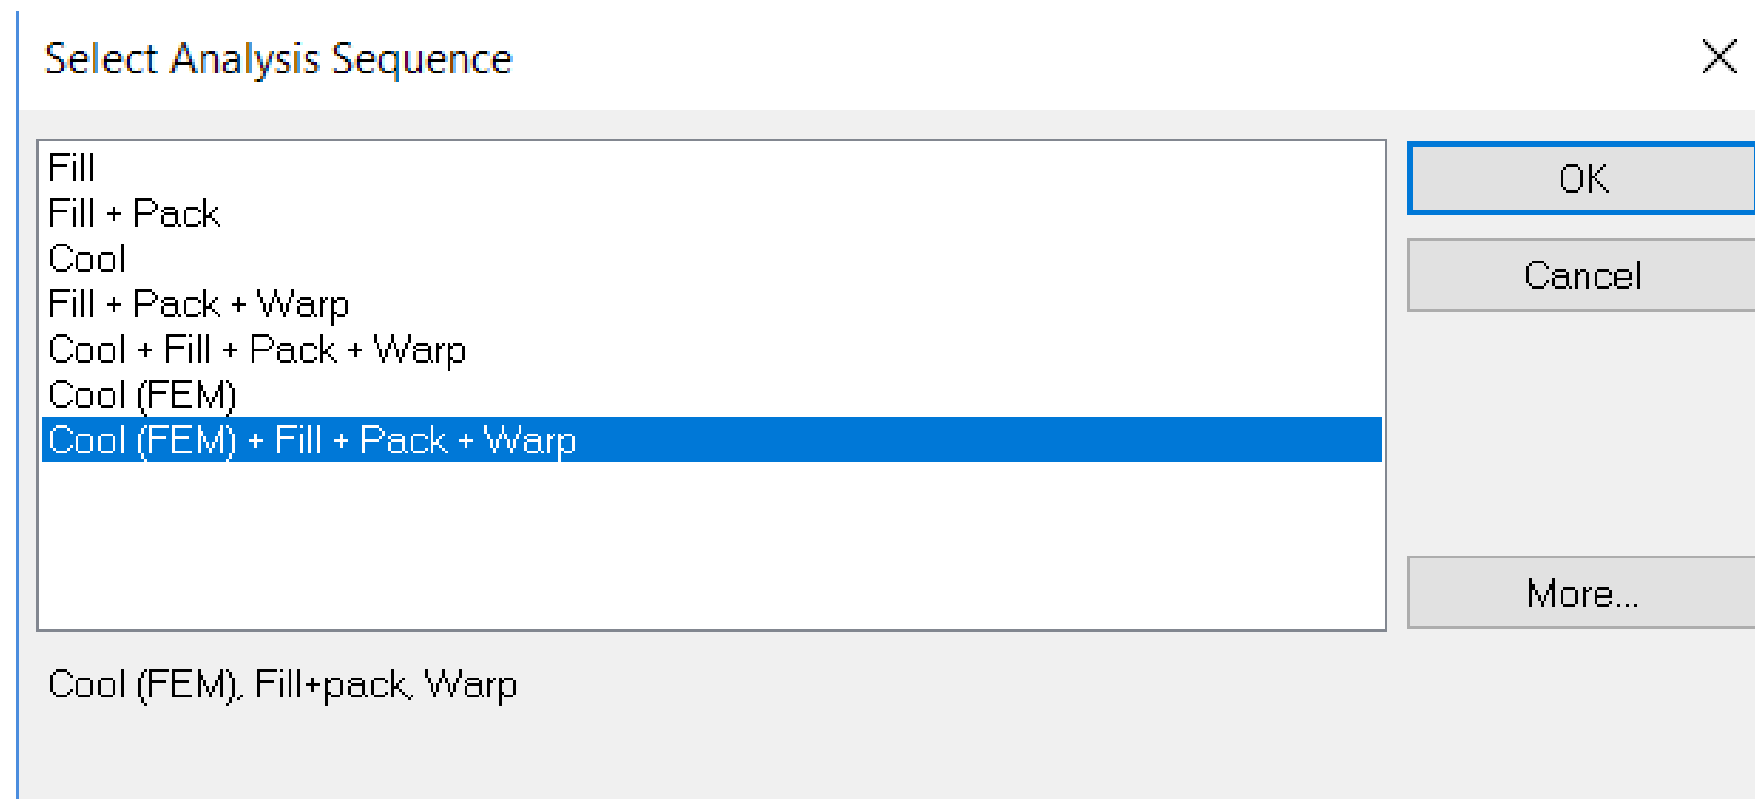 Select Analysis Sequence
Fill
Fill + Pack
Cool
Fill + Pack + Warp
Cool + Fill + Pack + Warp
Cool (FEM)
Cool (FEM) + Fill + Pack + Warp
OK
Cancel
More...
Cool (FEM), Fill+pack, Warp